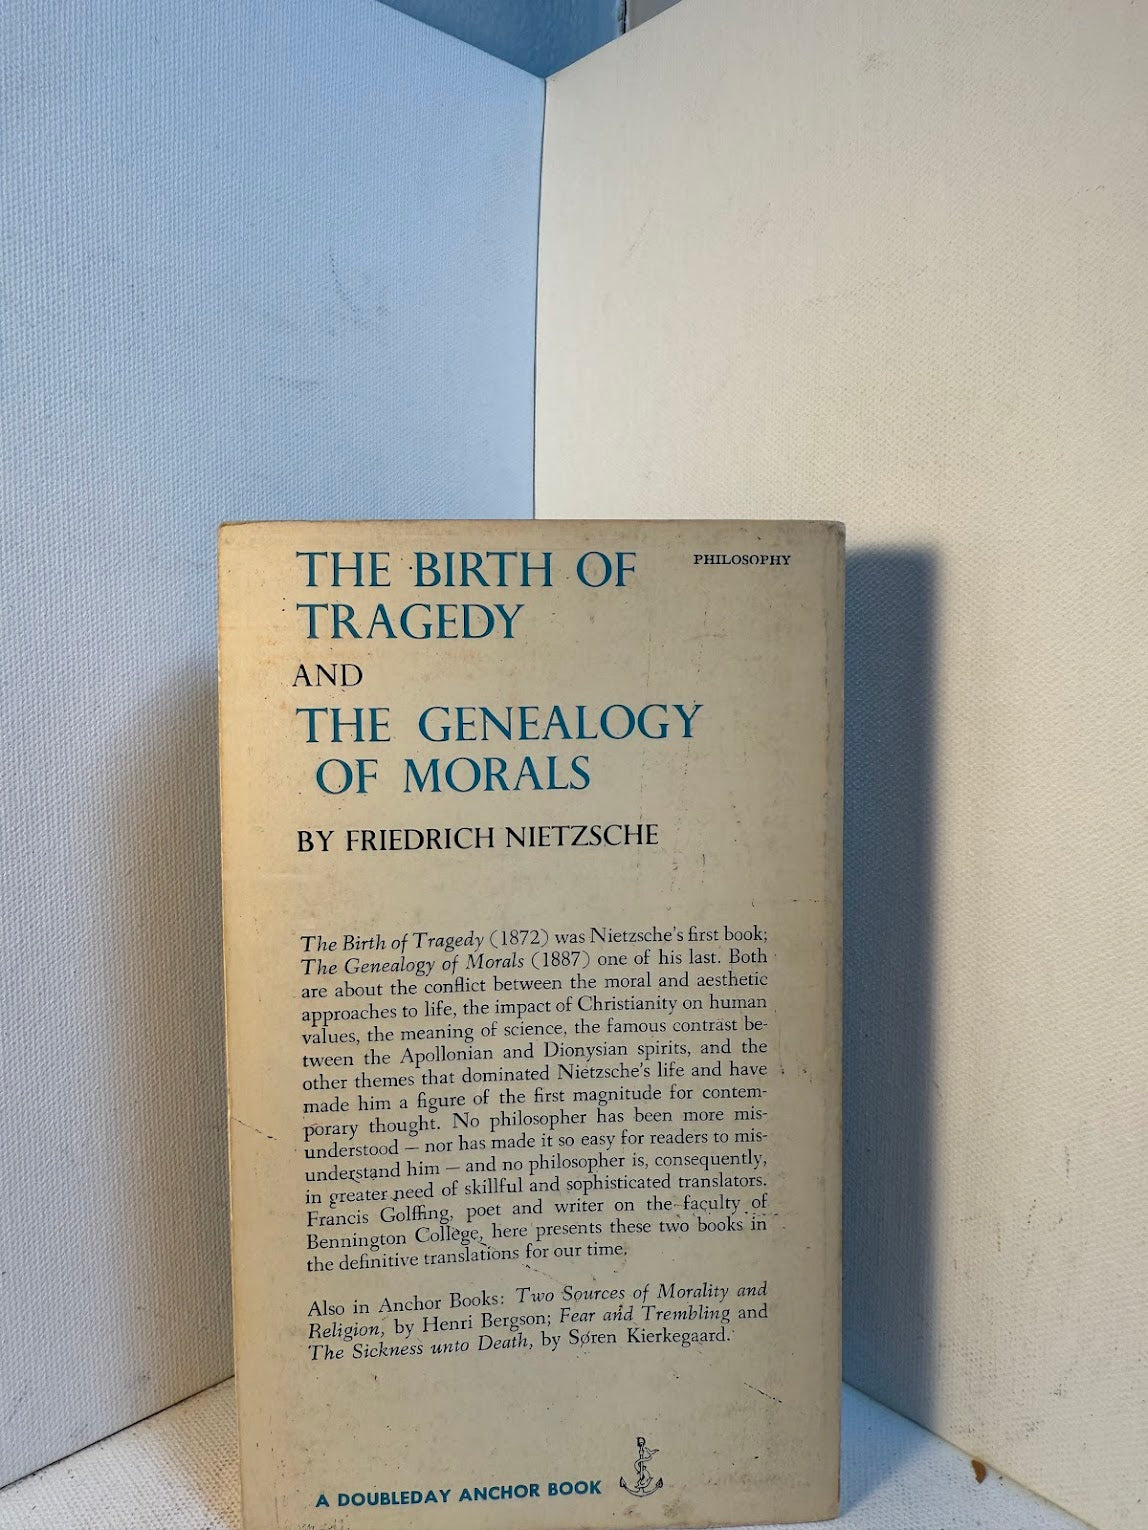 THE BIRTH OF
TRAGEDY
PHILOSOPHY
AND
THE GENEALOGY
OF MORALS
BY FRIEDRICH NIETZSCHE
The Birth of Tragedy (1872) was Nietzsche's first book;
The Genealogy of Morals (1887) one of his last. Both
are about the conflict between the moral and aesthetic
approaches to life, the impact of Christianity on human
values, the meaning of science, the famous contrast be-
tween the Apollonian and Dionysian spirits, and the
other themes that dominated Nietzsche's life and have
made him a figure of the first magnitude for contem-
porary thought. No philosopher has been more mis-
understood — nor has made it so easy for readers to mis-
understand him — and no philosopher is, consequently,
in greater need of skillful and sophisticated translators.
Francis Golffing, poet and writer on the faculty of
Bennington College, here presents these two books in
the definitive translations for our time.
Also in Anchor Books: Two Sources of Morality and
Religion, by Henri Bergson; Fear and Trembling and
The Sickness unto Death, by Søren Kierkegaard.
A DOUBLEDAY ANCHOR BOOK